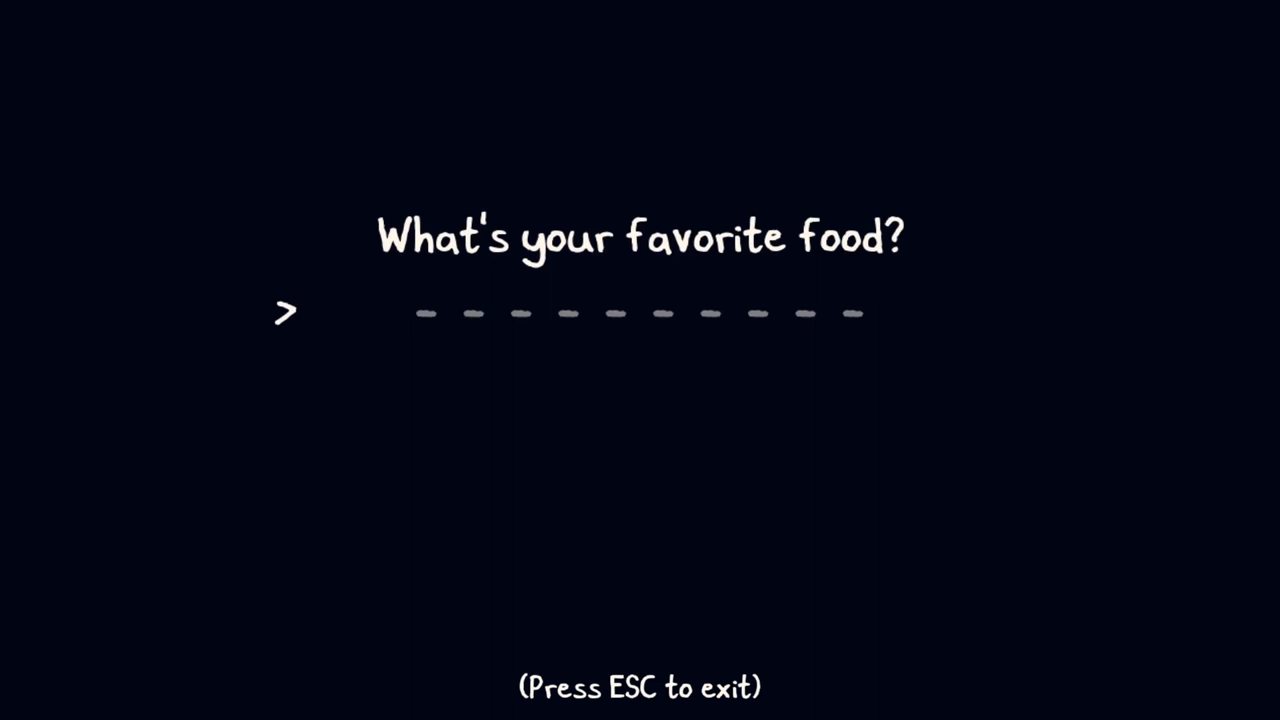 What's your favorite food?
> _ _ _ _ _ _ _ _ _ _
(Press ESC to exit)